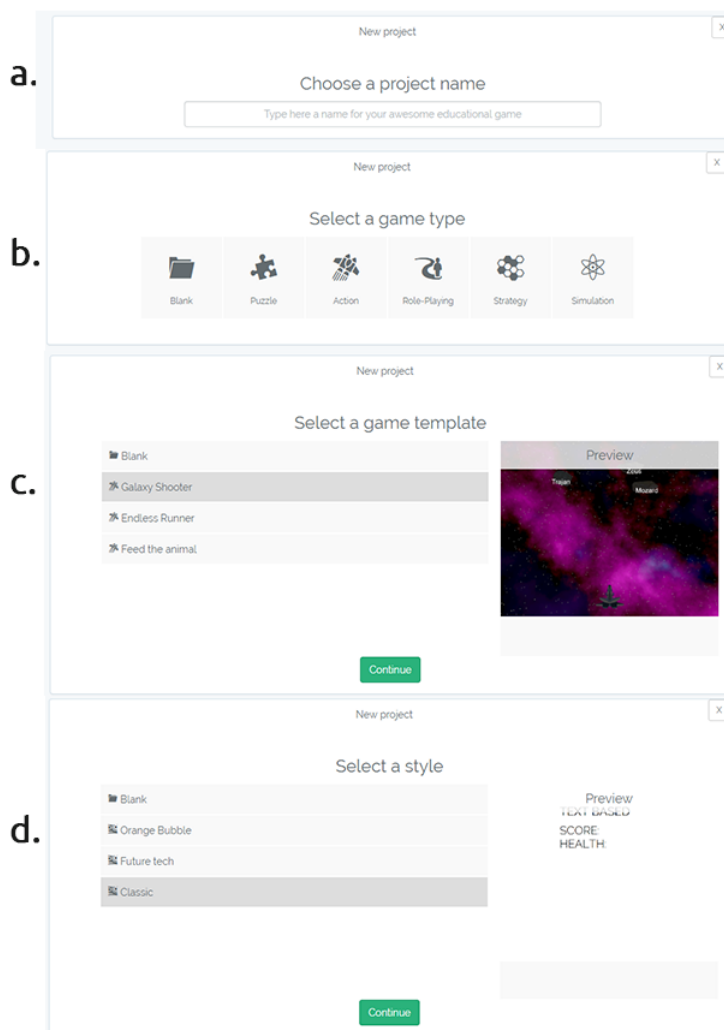 a.
New project
X
Choose a project name
Type here a name for your awesome educational game
b.
New project
X
Select a game type
Blank Puzzle Action Role-Playing Strategy Simulation
c.
New project
X
Select a game template
Blank
Galaxy Shooter
Endless Runner
Feed the animal
Preview
Zeus
Trojan
Mozard
Continue
d.
New project
X
Select a style
Blank
Orange Bubble
Future tech
Classic
Preview
TEXT BASED
SCORE:
HEALTH:
Continue